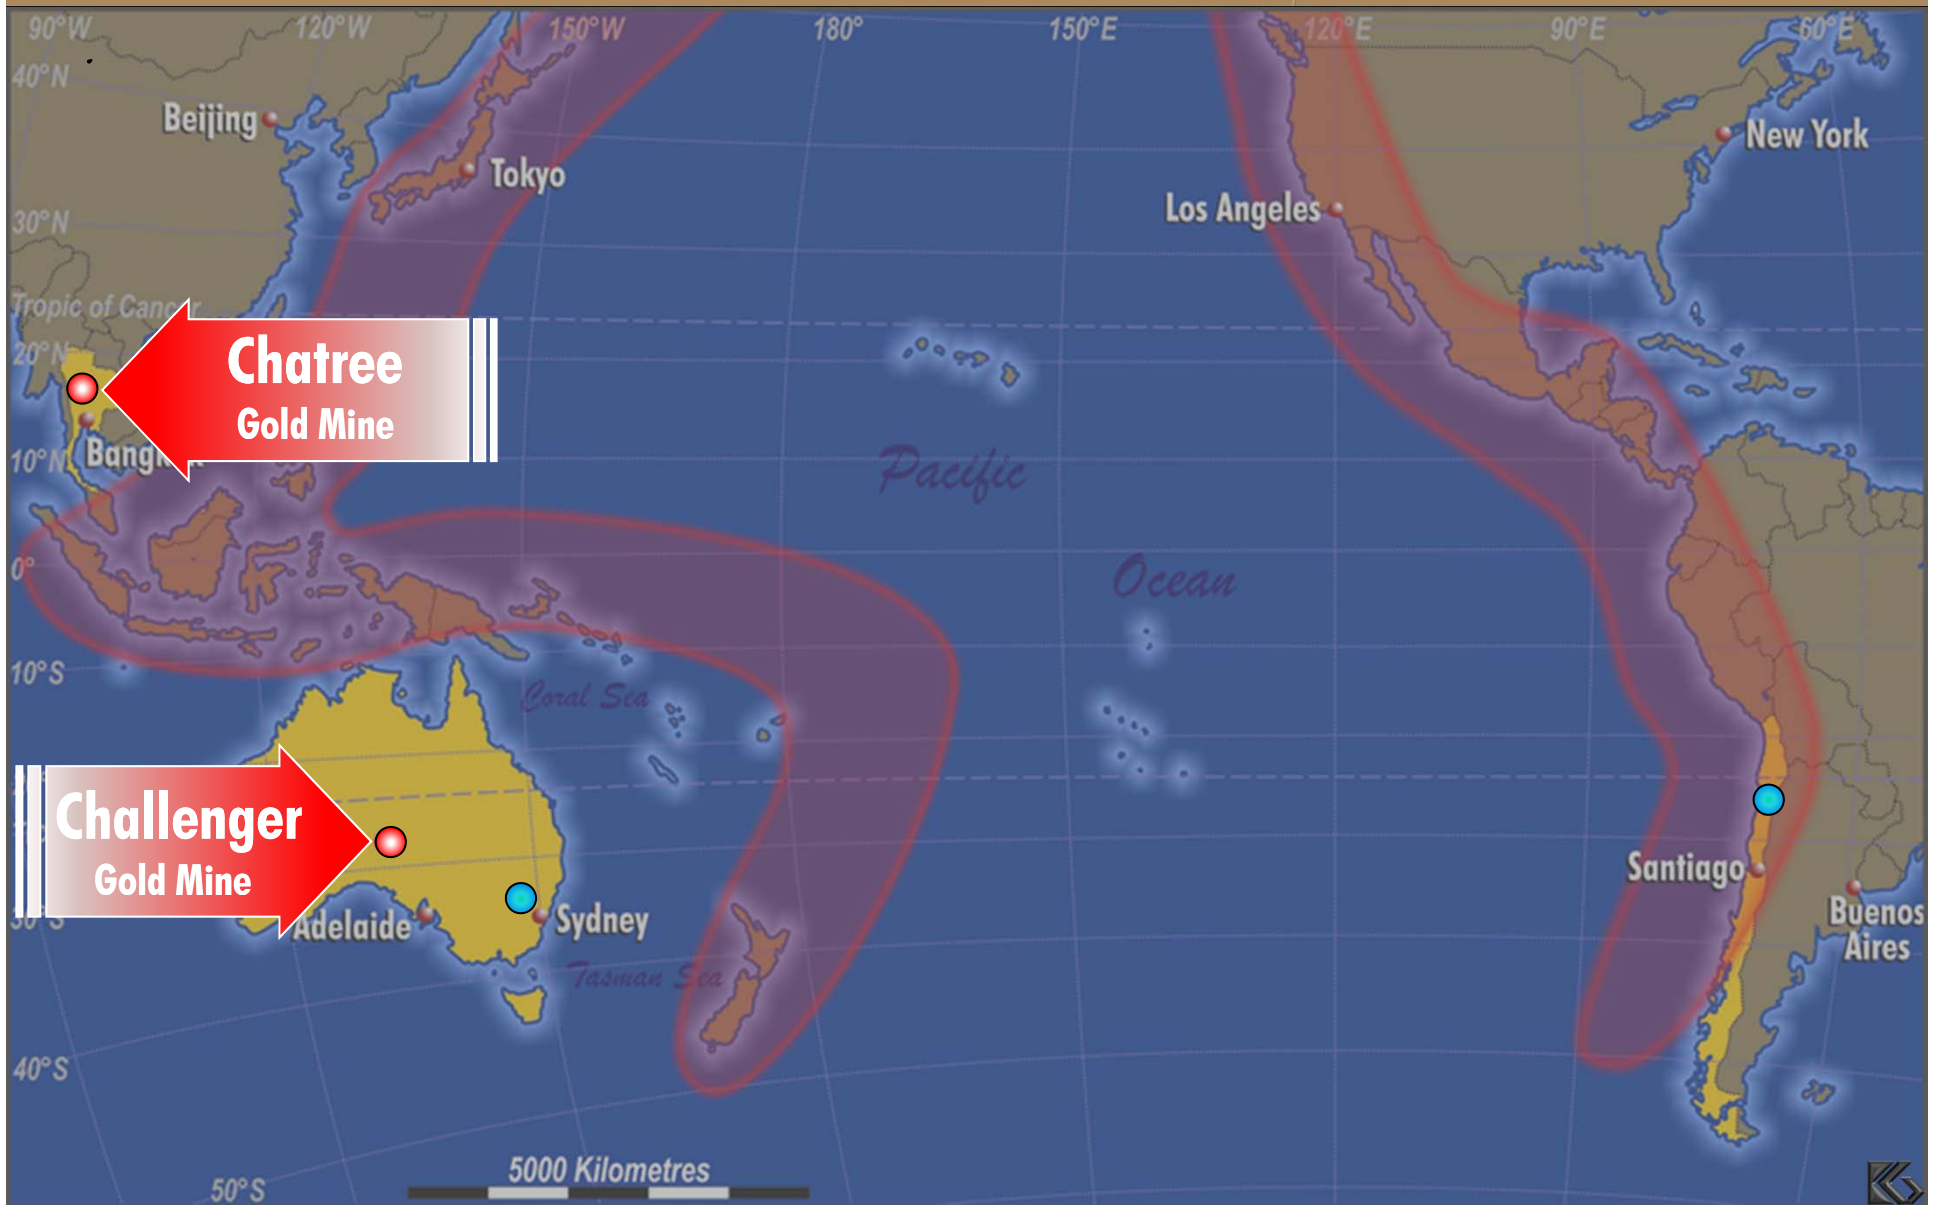 90°W
120°W
150°W
180°
150°E
120°E
90°E
60°E
40°N
Beijing
Tokyo
New York
Los Angeles
30°N
Tropic of Cancer
20°N
Chatree
Gold Mine
10°N
Pacific
Ocean
0°
10°S
Coral Sea
Challenger
Gold Mine
Santiago
Adelaide
Sydney
Buenos
Aires
Tasman Sea
40°S
5000 Kilometres
50°S